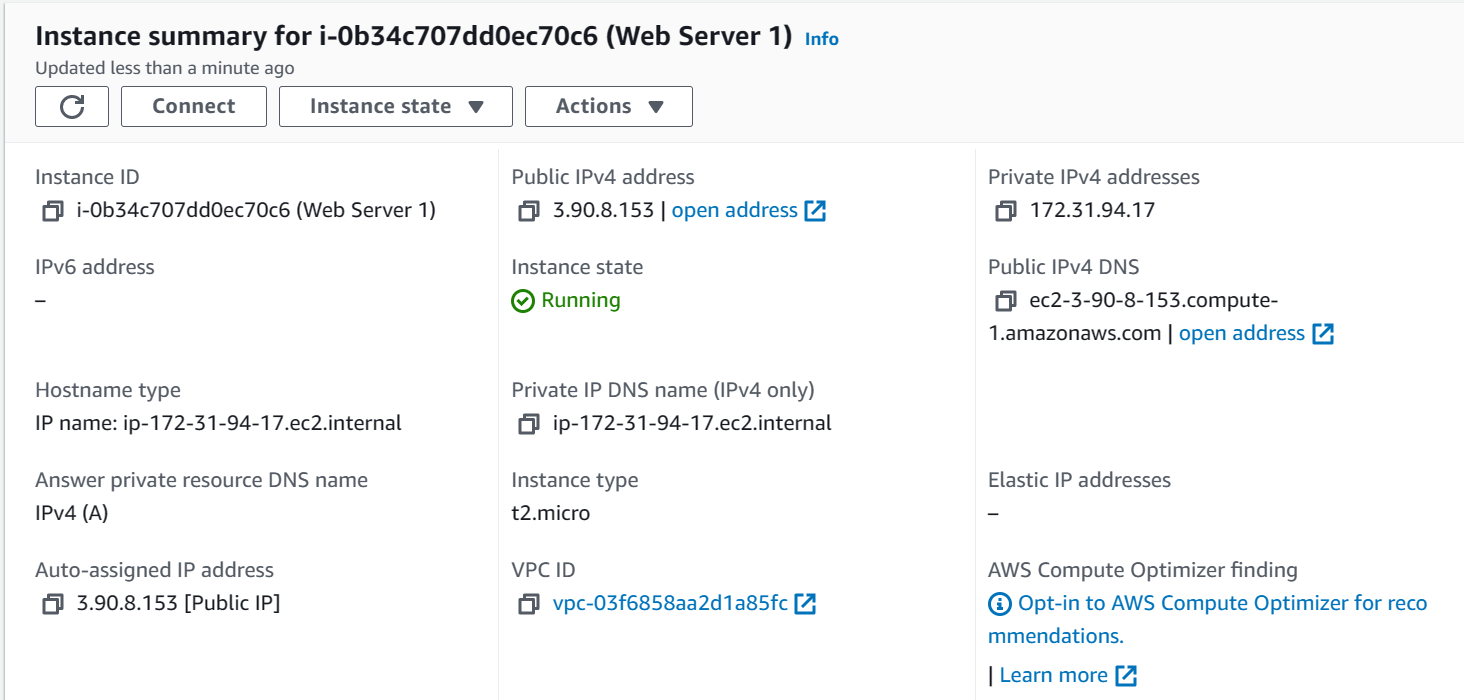 Instance summary for i-0b34c707dd0ec70c6 (Web Server 1) Info
Updated less than a minute ago
Connect
Instance state
Actions
Instance ID
i-0b34c707dd0ec70c6 (Web Server 1)
Public IPv4 address
3.90.8.153 | open address
Private IPv4 addresses
172.31.94.17
IPv6 address
–
Instance state
Running
Public IPv4 DNS
ec2-3-90-8-153.compute-
1.amazonaws.com | open address
Hostname type
IP name: ip-172-31-94-17.ec2.internal
Private IP DNS name (IPv4 only)
ip-172-31-94-17.ec2.internal
Answer private resource DNS name
IPv4 (A)
Instance type
t2.micro
Elastic IP addresses
–
Auto-assigned IP address
3.90.8.153 [Public IP]
VPC ID
vpc-03f6858aa2d1a85fc
AWS Compute Optimizer finding
Opt-in to AWS Compute Optimizer for reco
mmendations.
| Learn more